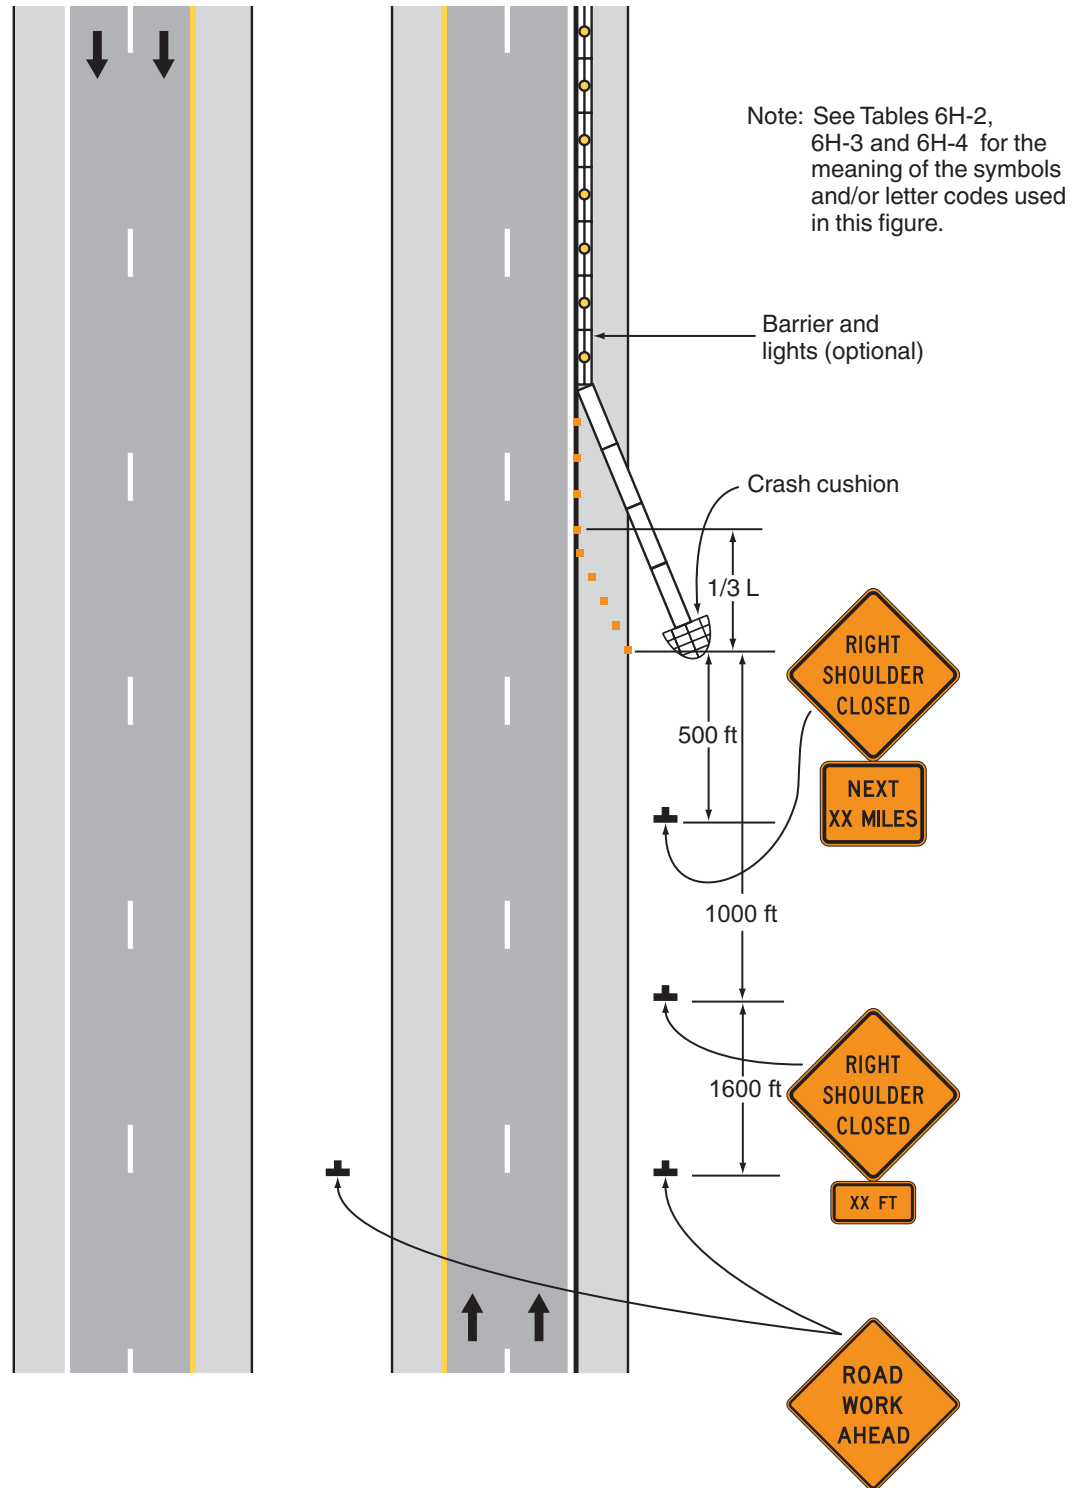 Note: See Tables 6H-2,
6H-3 and 6H-4 for the
meaning of the symbols
and/or letter codes used
in this figure.
Barrier and
lights (optional)
Crash cushion
1/3 L
RIGHT
SHOULDER
CLOSED
500 ft
NEXT
XX MILES
1000 ft
RIGHT
SHOULDER
CLOSED
1600 ft
XX FT
ROAD
WORK
AHEAD